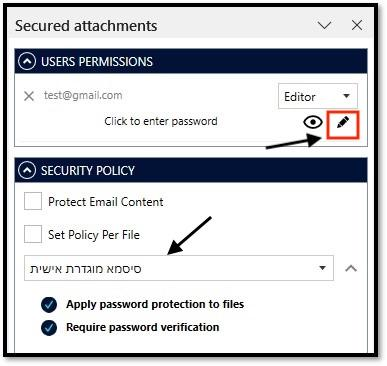 Secured attachments
USERS PERMISSIONS
test@gmail.com Editor
Click to enter password
SECURITY POLICY
Protect Email Content
Set Policy Per File
סיסמא מוגדרת אישית
Apply password protection to files
Require password verification